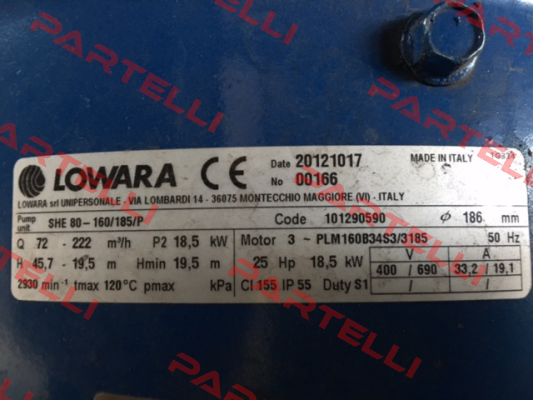 PARTELLI
PARTELLI
PARTELLI
LOWARA CE Date 20121017 MADE IN ITALY
No 00166
LOWARA srl UNIPERSONALE - VIA LOMBARDI 14 - 36075 MONTECCHIO MAGGIORE (VI) - ITALY
Pump unit SHE 80-160/185/P Code 101290590 ϕ 186 mm
Q 72 - 222 m³/h P2 18,5 kW Motor 3 ~ PLM160B34S3/3185 50 Hz
H 45,7 - 19,5 m Hmin 19,5 m 25 Hp 18,5 kW V A
400 / 690 33,2 / 19,1
2930 min⁻¹ tmax 120°C pmax kPa Cl 155 IP 55 Duty S1
PARTELLI
PARTELLI